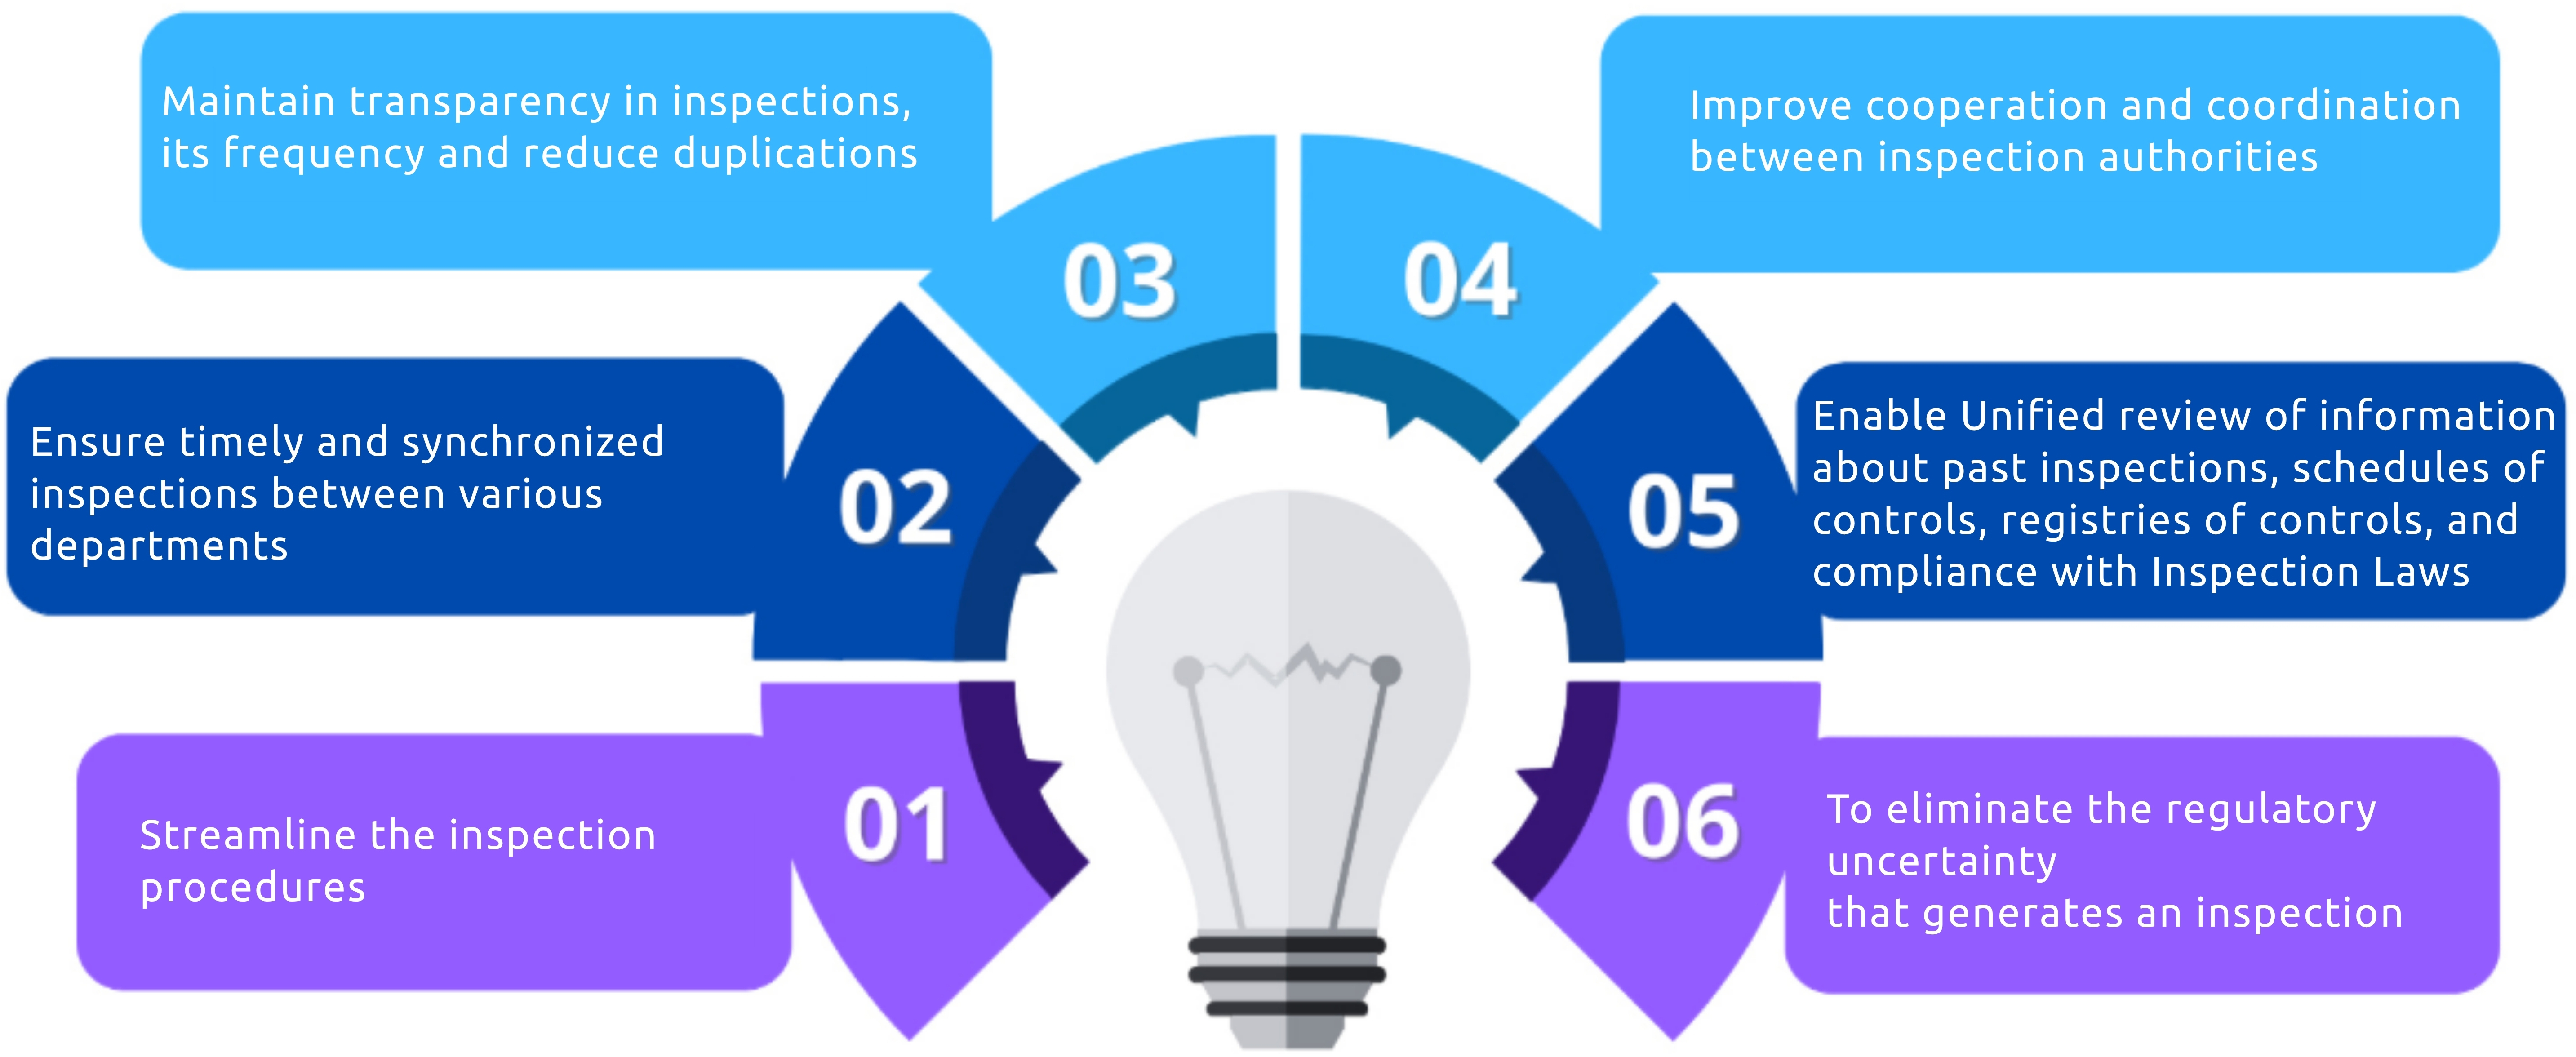 01
Streamline the inspection
procedures
02
Ensure timely and synchronized
inspections between various
departments
03
Maintain transparency in inspections,
its frequency and reduce duplications
04
Improve cooperation and coordination
between inspection authorities
05
Enable Unified review of information
about past inspections, schedules of
controls, registries of controls, and
compliance with Inspection Laws
06
To eliminate the regulatory
uncertainty
that generates an inspection